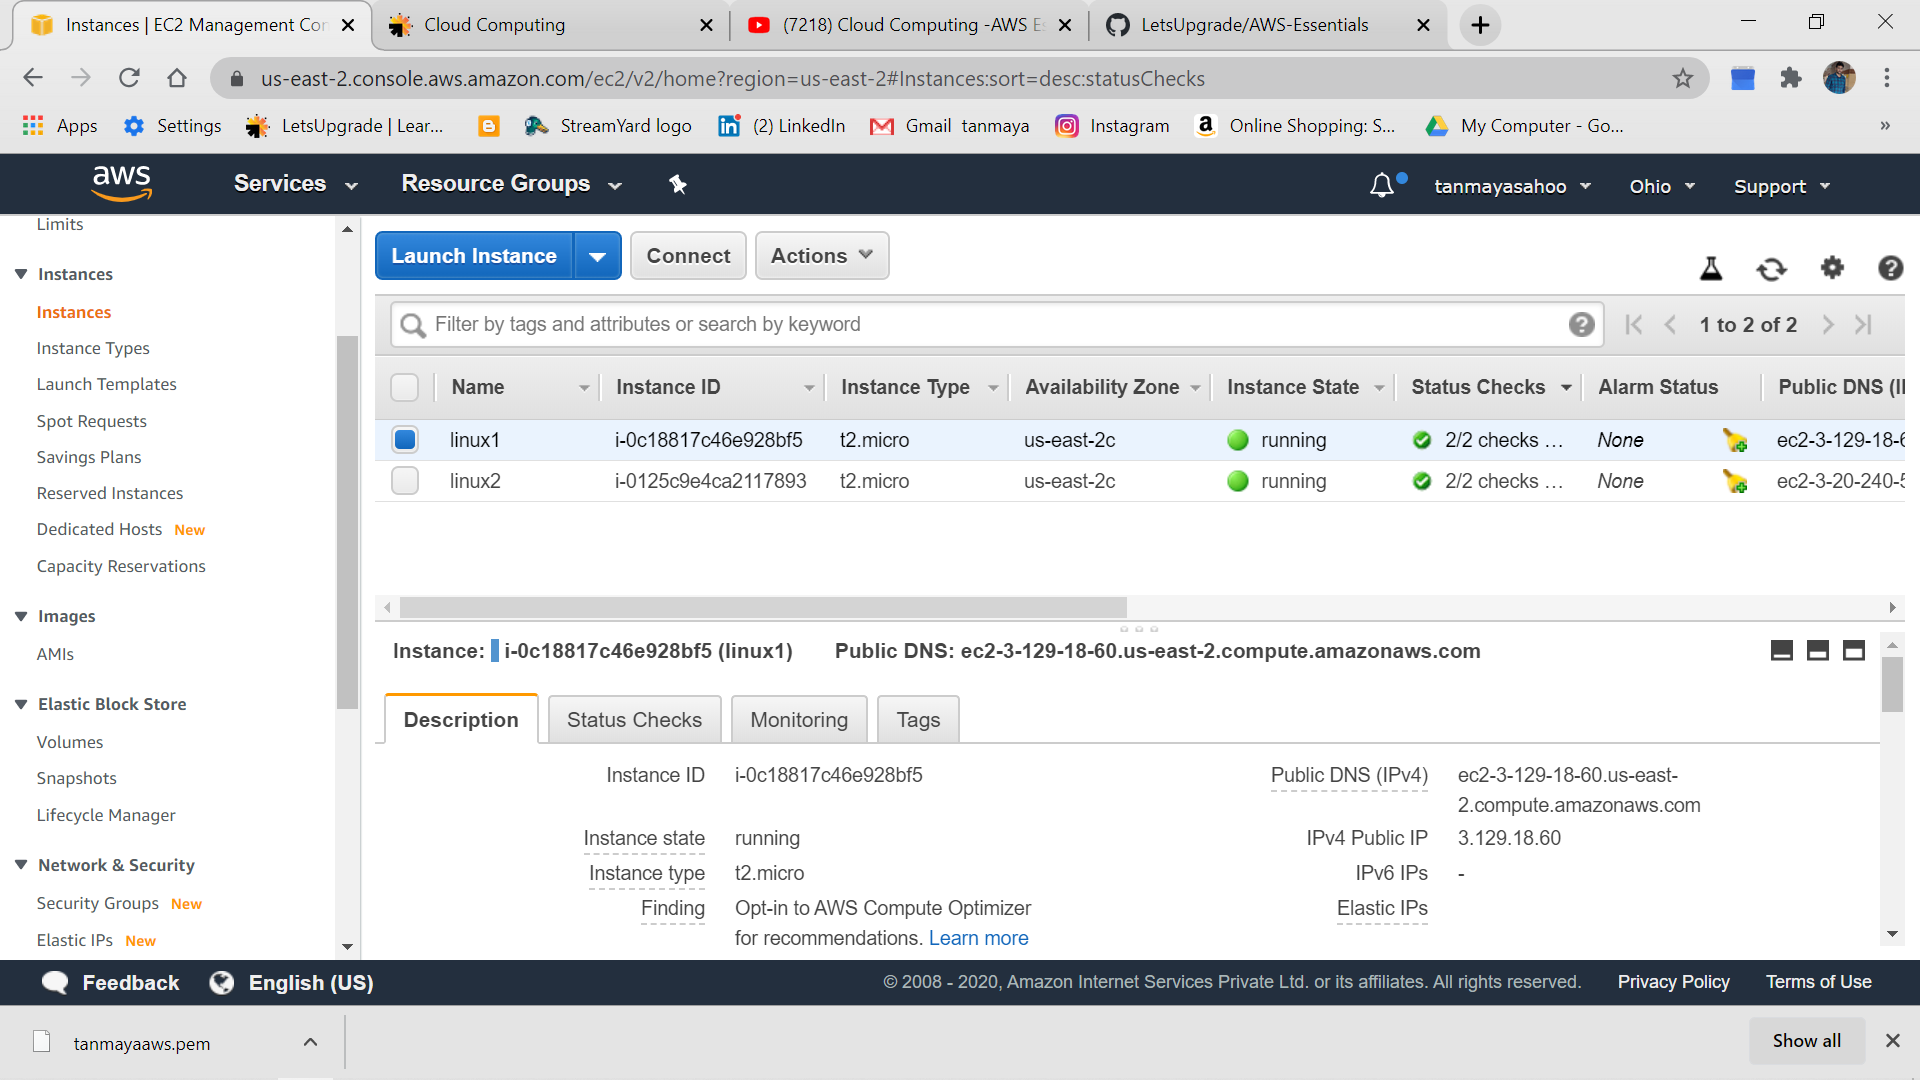 Instances | EC2 Management Con
Cloud Computing
(7218) Cloud Computing -AWS Es
LetsUpgrade/AWS-Essentials
us-east-2.console.aws.amazon.com/ec2/v2/home?region=us-east-2#Instances:sort=desc:statusChecks
Apps
Settings
LetsUpgrade | Lear...
StreamYard logo
(2) LinkedIn
Gmail tanmaya
Instagram
Online Shopping: S...
My Computer - Go...
»
aws
Services
Resource Groups
tanmayasahoo
Ohio
Support
Limits
Instances
Instances
Instance Types
Launch Templates
Spot Requests
Savings Plans
Reserved Instances
Dedicated Hosts New
Capacity Reservations
Images
AMIs
Elastic Block Store
Volumes
Snapshots
Lifecycle Manager
Network & Security
Security Groups New
Elastic IPs New
Launch Instance
Connect
Actions
Filter by tags and attributes or search by keyword
1 to 2 of 2
Name Instance ID Instance Type Availability Zone Instance State Status Checks Alarm Status Public DNS (I
linux1 i-0c18817c46e928bf5 t2.micro us-east-2c running 2/2 checks ... None ec2-3-129-18-6
linux2 i-0125c9e4ca2117893 t2.micro us-east-2c running 2/2 checks ... None ec2-3-20-240-5
Instance: i-0c18817c46e928bf5 (linux1) Public DNS: ec2-3-129-18-60.us-east-2.compute.amazonaws.com
Description
Status Checks
Monitoring
Tags
Instance ID i-0c18817c46e928bf5
Instance state running
Instance type t2.micro
Finding Opt-in to AWS Compute Optimizer
for recommendations. Learn more
Public DNS (IPv4) ec2-3-129-18-60.us-east-
2.compute.amazonaws.com
IPv4 Public IP 3.129.18.60
IPv6 IPs -
Elastic IPs
Feedback
English (US)
© 2008 - 2020, Amazon Internet Services Private Ltd. or its affiliates. All rights reserved.
Privacy Policy
Terms of Use
tanmayaaws.pem
Show all